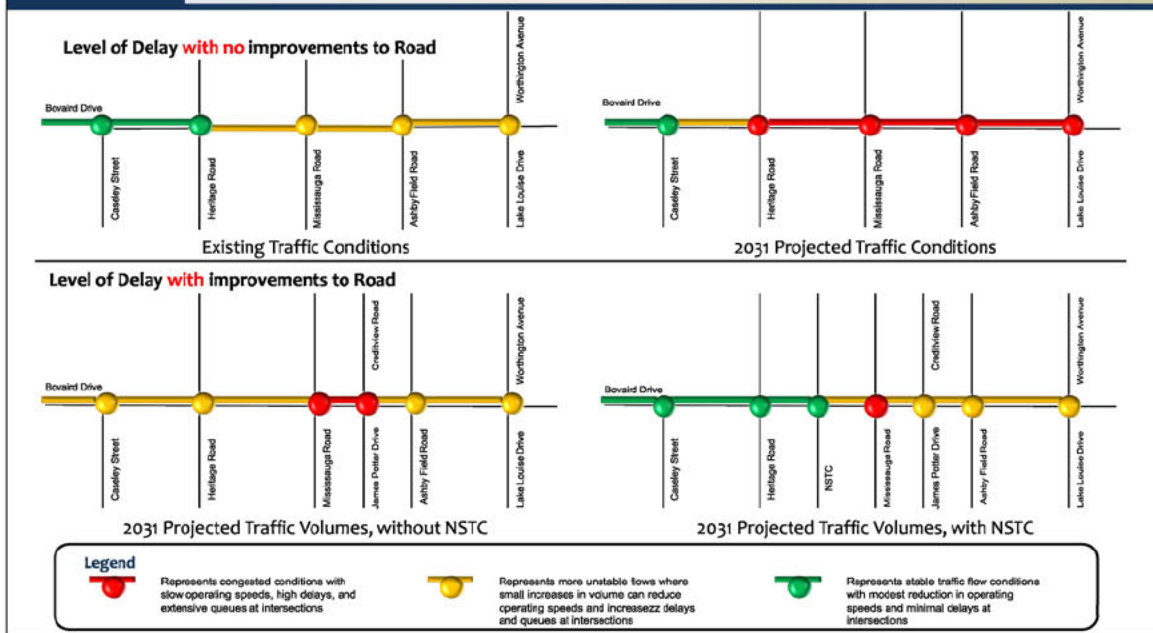 Level of Delay with no improvements to Road
Worthington Avenue
Bovaird Drive
Caseley Street
Heritage Road
Mississauga Road
Ashby Field Road
Lake Louise Drive
Existing Traffic Conditions
Worthington Avenue
Bovaird Drive
Caseley Street
Heritage Road
Mississauga Road
Ashby Field Road
Lake Louise Drive
2031 Projected Traffic Conditions
Level of Delay with improvements to Road
Creditview Road
Worthington Avenue
Bovaird Drive
Caseley Street
Heritage Road
Mississauga Road
James Potter Drive
Ashby Field Road
Lake Louise Drive
2031 Projected Traffic Volumes, without NSTC
Creditview Road
Worthington Avenue
Bovaird Drive
Caseley Street
Heritage Road
NSTC
Mississauga Road
James Potter Drive
Ashby Field Road
Lake Louise Drive
2031 Projected Traffic Volumes, with NSTC
Legend
Represents congested conditions with
slow operating speeds, high delays, and
extensive queues at intersections
Represents more unstable flows where
small increases in volume can reduce
operating speeds and increasezz delays
and queues at intersections
Represents stable traffic flow conditions
with modest reduction in operating
speeds and minimal delays at
intersections